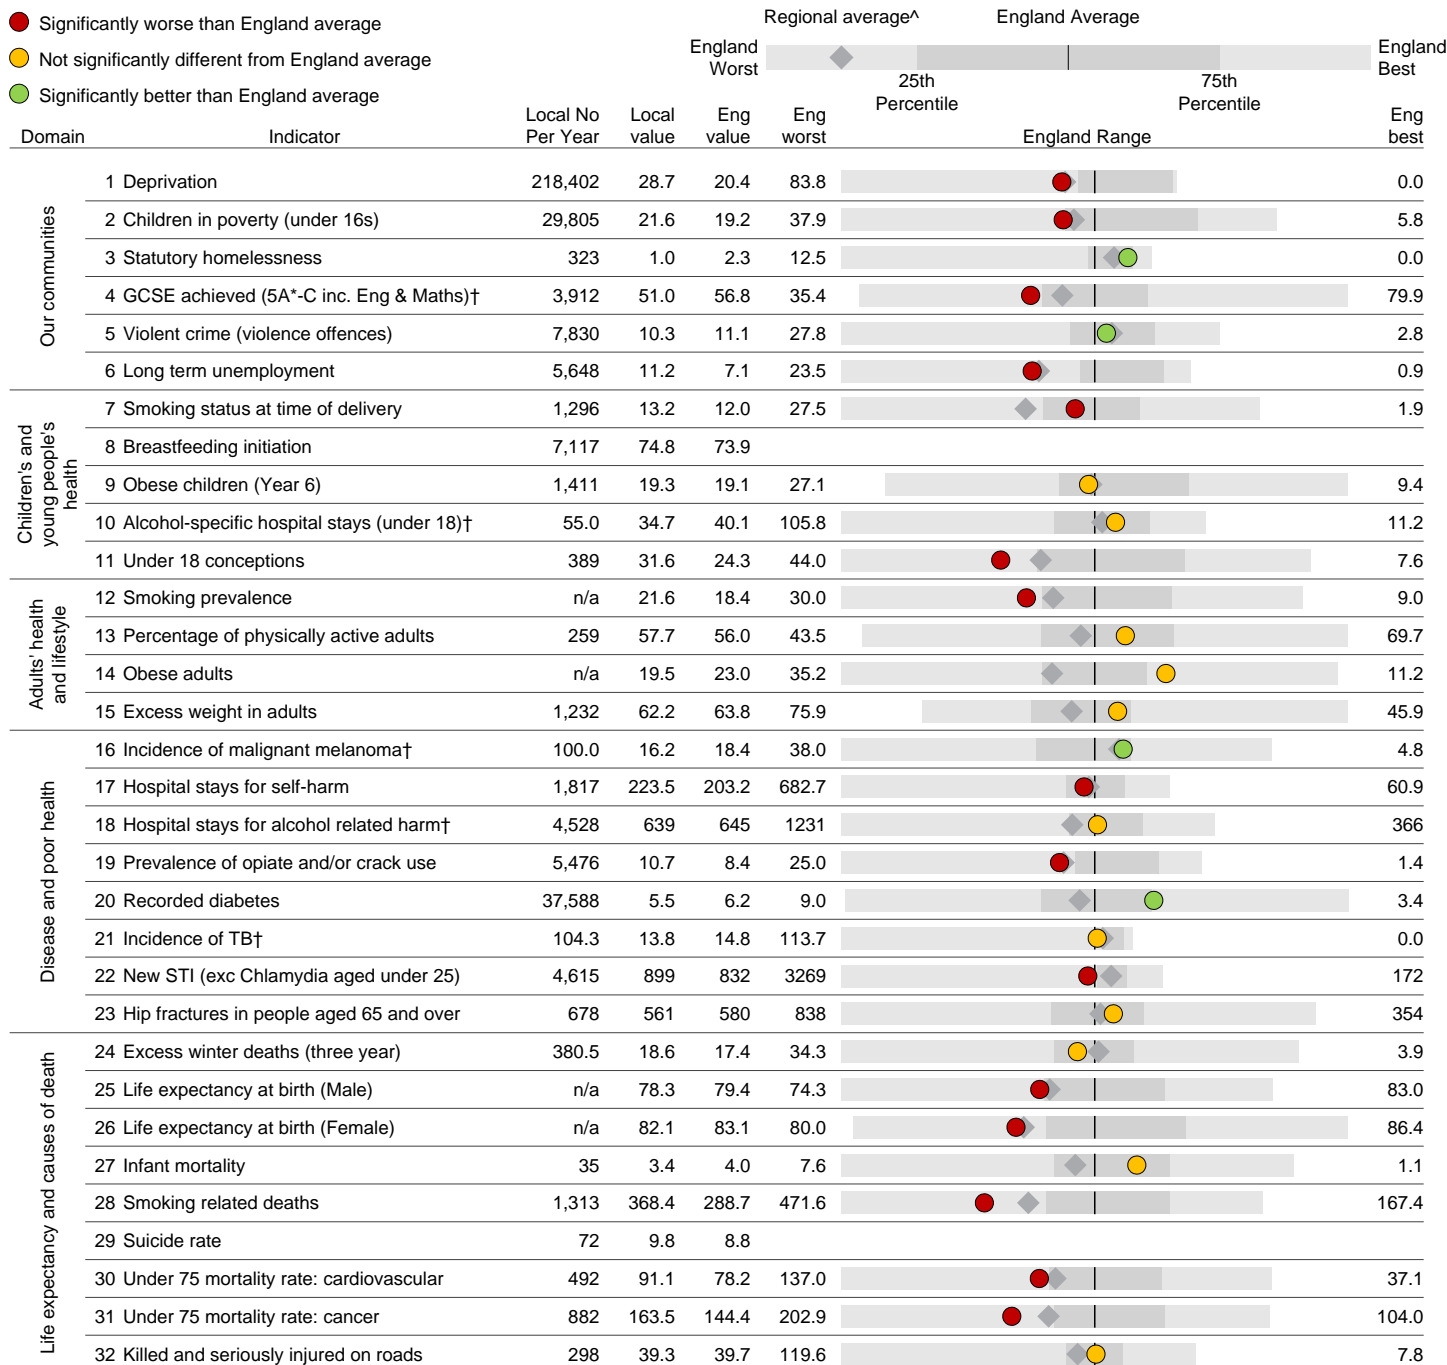 Significantly worse than England average
Not significantly different from England average
Significantly better than England average
Regional average^ England Average
England Worst
England Best
25th Percentile
75th Percentile
Domain Indicator Local No Per Year Local value Eng value Eng worst England Range Eng best
Our communities
1 Deprivation 218,402 28.7 20.4 83.8 0.0
2 Children in poverty (under 16s) 29,805 21.6 19.2 37.9 5.8
3 Statutory homelessness 323 1.0 2.3 12.5 0.0
4 GCSE achieved (5A*-C inc. Eng & Maths)† 3,912 51.0 56.8 35.4 79.9
5 Violent crime (violence offences) 7,830 10.3 11.1 27.8 2.8
6 Long term unemployment 5,648 11.2 7.1 23.5 0.9
Children's and young people's health
7 Smoking status at time of delivery 1,296 13.2 12.0 27.5 1.9
8 Breastfeeding initiation 7,117 74.8 73.9
9 Obese children (Year 6) 1,411 19.3 19.1 27.1 9.4
10 Alcohol-specific hospital stays (under 18)† 55.0 34.7 40.1 105.8 11.2
11 Under 18 conceptions 389 31.6 24.3 44.0 7.6
Adults' health and lifestyle
12 Smoking prevalence n/a 21.6 18.4 30.0 9.0
13 Percentage of physically active adults 259 57.7 56.0 43.5 69.7
14 Obese adults n/a 19.5 23.0 35.2 11.2
15 Excess weight in adults 1,232 62.2 63.8 75.9 45.9
Disease and poor health
16 Incidence of malignant melanoma† 100.0 16.2 18.4 38.0 4.8
17 Hospital stays for self-harm 1,817 223.5 203.2 682.7 60.9
18 Hospital stays for alcohol related harm† 4,528 639 645 1231 366
19 Prevalence of opiate and/or crack use 5,476 10.7 8.4 25.0 1.4
20 Recorded diabetes 37,588 5.5 6.2 9.0 3.4
21 Incidence of TB† 104.3 13.8 14.8 113.7 0.0
22 New STI (exc Chlamydia aged under 25) 4,615 899 832 3269 172
23 Hip fractures in people aged 65 and over 678 561 580 838 354
Life expectancy and causes of death
24 Excess winter deaths (three year) 380.5 18.6 17.4 34.3 3.9
25 Life expectancy at birth (Male) n/a 78.3 79.4 74.3 83.0
26 Life expectancy at birth (Female) n/a 82.1 83.1 80.0 86.4
27 Infant mortality 35 3.4 4.0 7.6 1.1
28 Smoking related deaths 1,313 368.4 288.7 471.6 167.4
29 Suicide rate 72 9.8 8.8
30 Under 75 mortality rate: cardiovascular 492 91.1 78.2 137.0 37.1
31 Under 75 mortality rate: cancer 882 163.5 144.4 202.9 104.0
32 Killed and seriously injured on roads 298 39.3 39.7 119.6 7.8